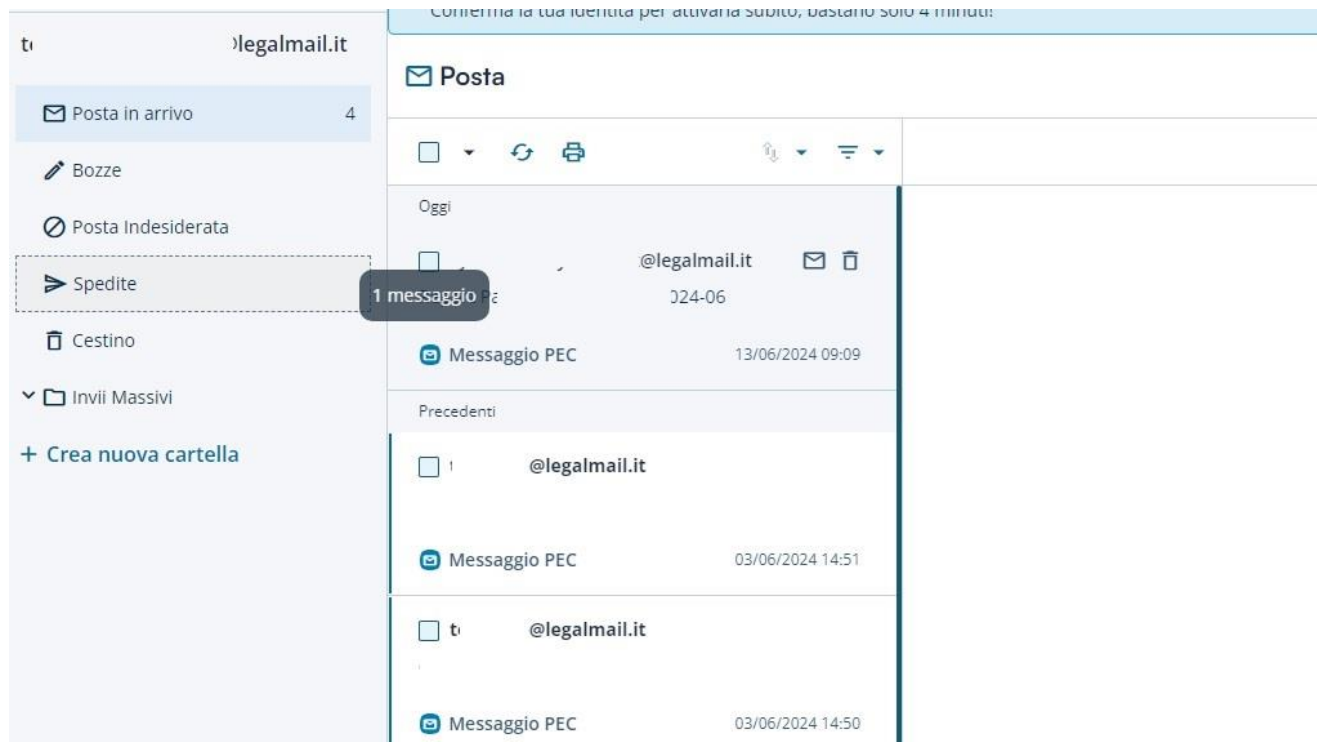 Conferma la tua identità per attivarla subito, bastano solo 4 minuti!
legalmail.it
Posta
Posta in arrivo 4
Bozze
Posta Indesiderata
Spedite
Cestino
Invii Massivi
+ Crea nuova cartella
Oggi
@legalmail.it
1 messaggio
024-06
Messaggio PEC 13/06/2024 09:09
Precedenti
@legalmail.it
Messaggio PEC 03/06/2024 14:51
@legalmail.it
Messaggio PEC 03/06/2024 14:50